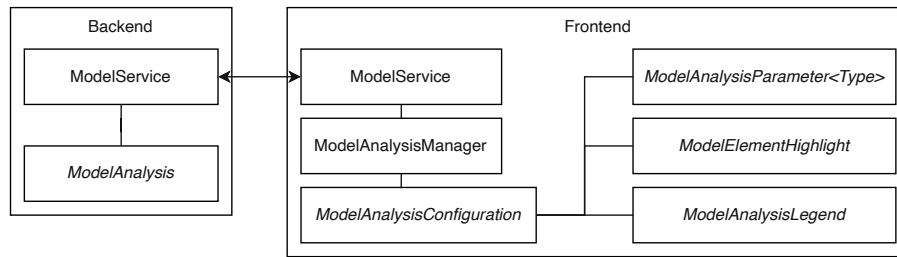 Backend
ModelService
ModelAnalysis
Frontend
ModelService
ModelAnalysisManager
ModelAnalysisConfiguration
ModelAnalysisParameter<Type>
ModelElementHighlight
ModelAnalysisLegend